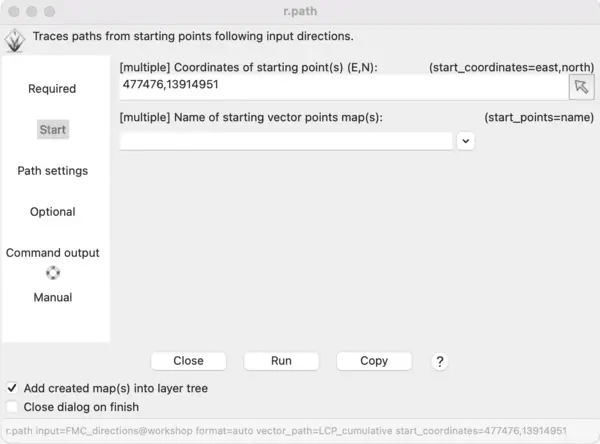 r.path
Traces paths from starting points following input directions.
Required
Start
Path settings
Optional
Command output
Manual
[multiple] Coordinates of starting point(s) (E,N): (start_coordinates=east,north)
477476,13914951
[multiple] Name of starting vector points map(s): (start_points=name)
Close Run Copy ?
Add created map(s) into layer tree
Close dialog on finish
r.path input=FMC_directions@workshop format=auto vector_path=LCP_cumulative start_coordinates=477476,13914951